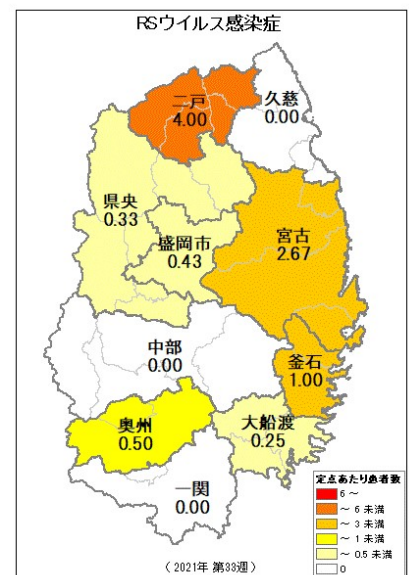 RSウイルス感染症
二戸
4.00
久慈
0.00
県央
0.33
盛岡市
0.43
宮古
2.67
中部
0.00
釜石
1.00
奥州
0.50
大船渡
0.25
一関
0.00
定点あたり患者数
6 ～
～ 6 未満
～ 3 未満
～ 1 未満
～ 0.5 未満
0
（ 2021年 第33週 ）